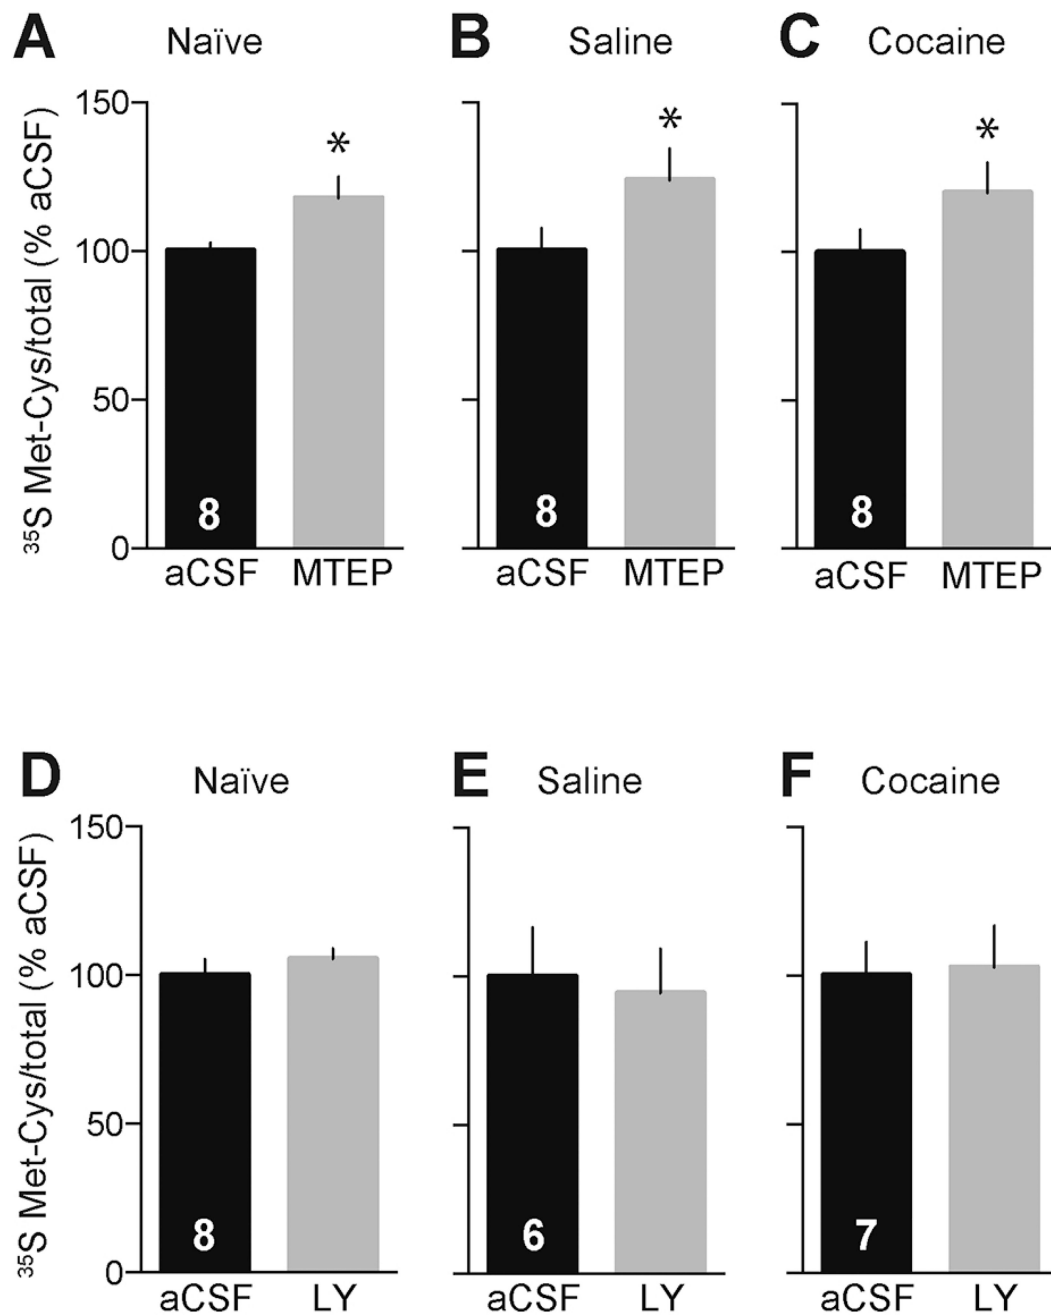 A Naïve B Saline C Cocaine
³⁵S Met-Cys/total (% aCSF)
150
* * *
100
50
8 8 8
0
aCSF MTEP aCSF MTEP aCSF MTEP
D Naïve E Saline F Cocaine
³⁵S Met-Cys/total (% aCSF)
150
100
50
8 6 7
0
aCSF LY aCSF LY aCSF LY